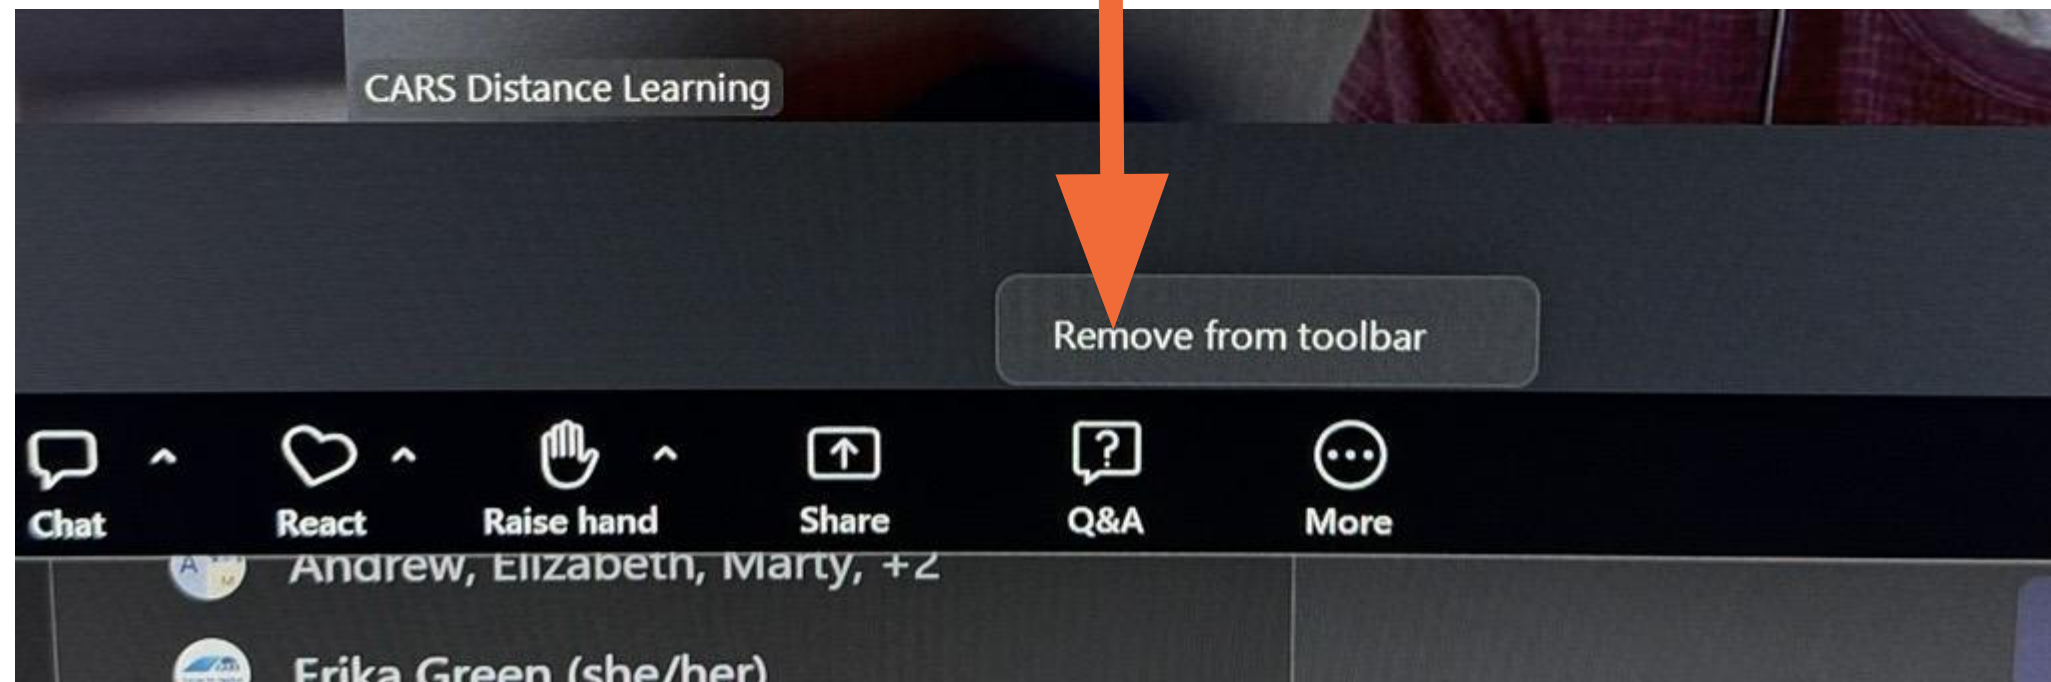 CARS Distance Learning
Remove from toolbar
Chat
React
Raise hand
Share
Q&A
More
Andrew, Elizabeth, Marty, +2
Erika Green (she/her)